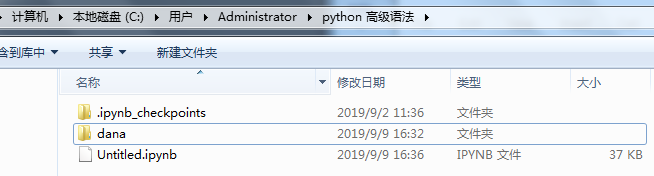 计算机 本地磁盘 (C:) 用户 Administrator python 高级语法
含到库中 共享 新建文件夹
名称 修改日期 类型 大小
.ipynb_checkpoints 2019/9/2 11:36 文件夹
dana 2019/9/9 16:32 文件夹
Untitled.ipynb 2019/9/9 16:36 IPYNB 文件 37 KB